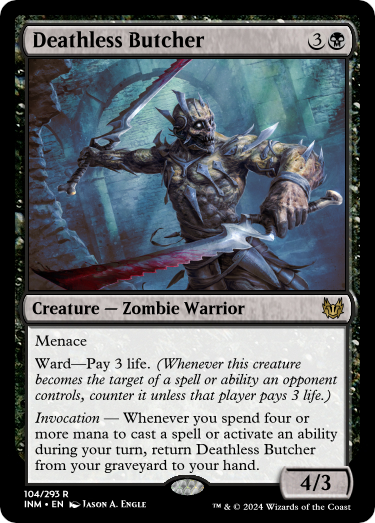 Deathless Butcher 3
Creature — Zombie Warrior
Menace
Ward—Pay 3 life. (Whenever this creature
becomes the target of a spell or ability an opponent
controls, counter it unless that player pays 3 life.)
Invocation — Whenever you spend four or
more mana to cast a spell or activate an ability
during your turn, return Deathless Butcher
from your graveyard to your hand.
4/3
104/293 R
INM • EN Jason A. Engle ™ & © 2024 Wizards of the Coast